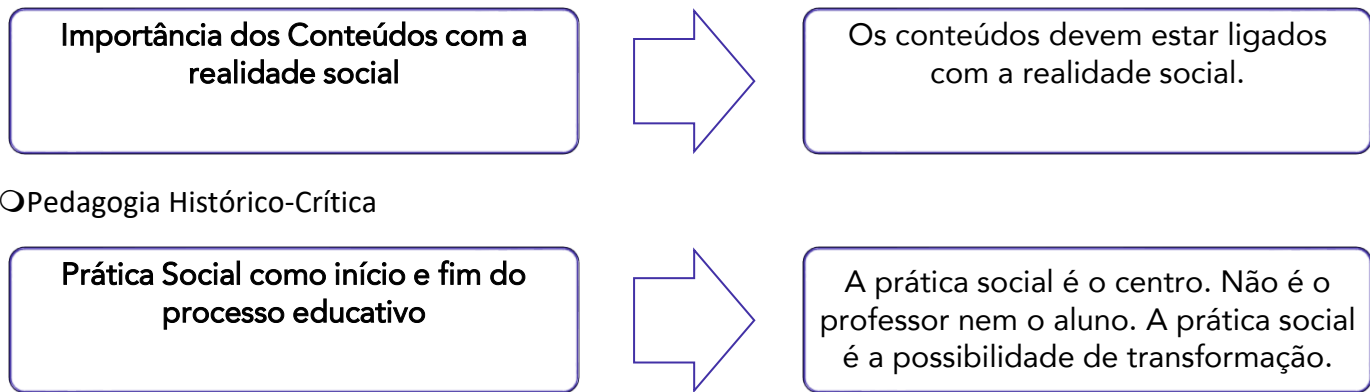 Importância dos Conteúdos com a
realidade social
Os conteúdos devem estar ligados
com a realidade social.
❍Pedagogia Histórico-Crítica
Prática Social como início e fim do
processo educativo
A prática social é o centro. Não é o
professor nem o aluno. A prática social
é a possibilidade de transformação.